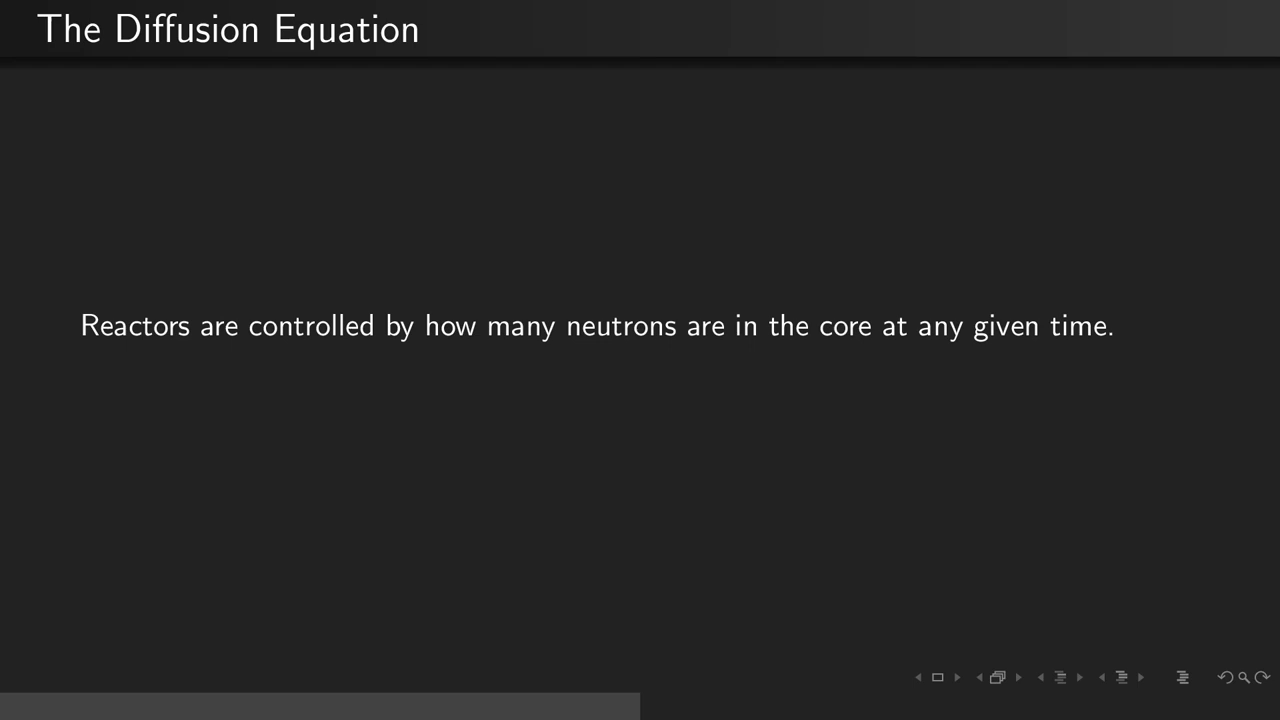 The Diffusion Equation
Reactors are controlled by how many neutrons are in the core at any given time.